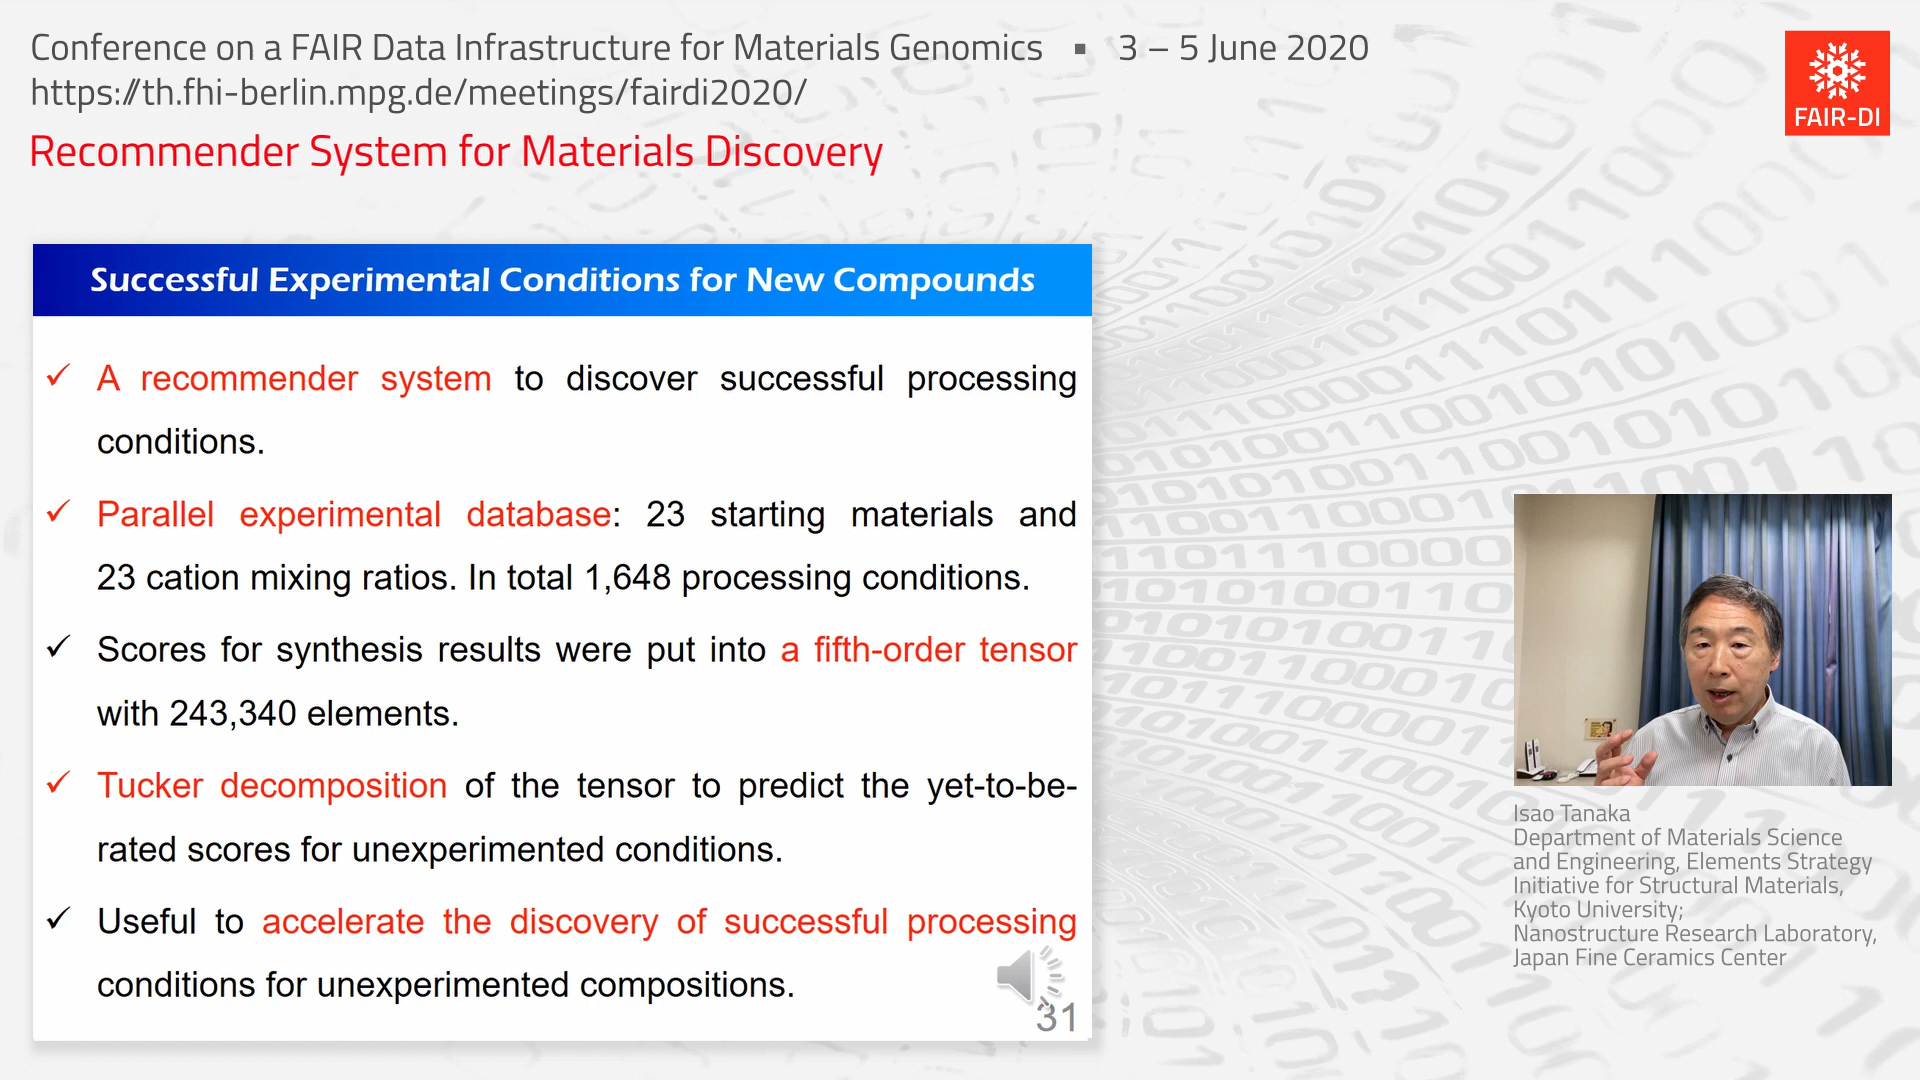 Conference on a FAIR Data Infrastructure for Materials Genomics ▪ 3 – 5 June 2020
https://th.fhi-berlin.mpg.de/meetings/fairdi2020/
Recommender System for Materials Discovery
FAIR-DI
Successful Experimental Conditions for New Compounds
✓ A recommender system to discover successful processing
conditions.
✓ Parallel experimental database: 23 starting materials and
23 cation mixing ratios. In total 1,648 processing conditions.
✓ Scores for synthesis results were put into a fifth-order tensor
with 243,340 elements.
✓ Tucker decomposition of the tensor to predict the yet-to-be-
rated scores for unexperimented conditions.
✓ Useful to accelerate the discovery of successful processing
conditions for unexperimented compositions.
31
Isao Tanaka
Department of Materials Science
and Engineering, Elements Strategy
Initiative for Structural Materials,
Kyoto University;
Nanostructure Research Laboratory,
Japan Fine Ceramics Center